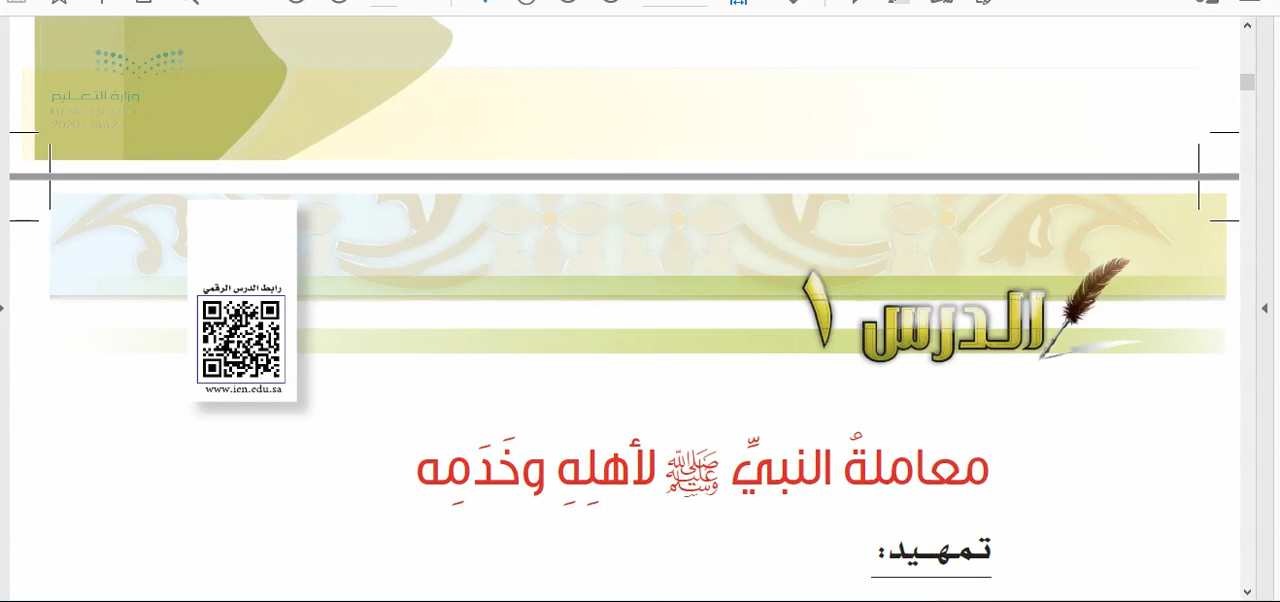 وزارة التعـــليم
الدرس ١
رابط الدرس الرقمي
www.ien.edu.sa
معاملةُ النبيِّ ﷺ لأهلِهِ وخَدَمِه
تمهيد: